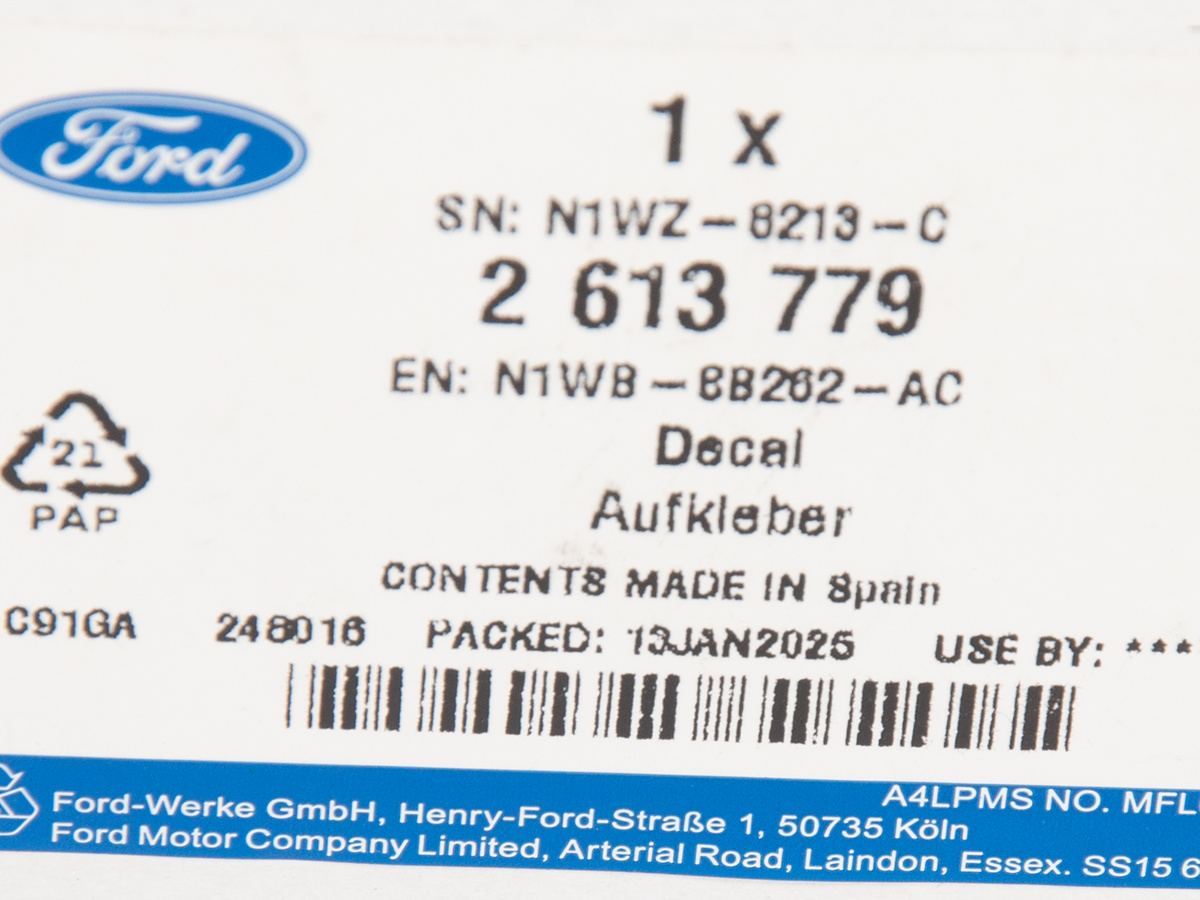 Ford
1 x
SN: N1WZ-8213-C
2 613 779
EN: N1WB-8B262-AC
Decal
Aufkleber
21
PAP
CONTENTS MADE IN Spain
C91GA 248016 PACKED: 13JAN2025 USE BY: ***
A4LPMS NO. MFL
Ford-Werke GmbH, Henry-Ford-Straße 1, 50735 Köln
Ford Motor Company Limited, Arterial Road, Laindon, Essex. SS15 6